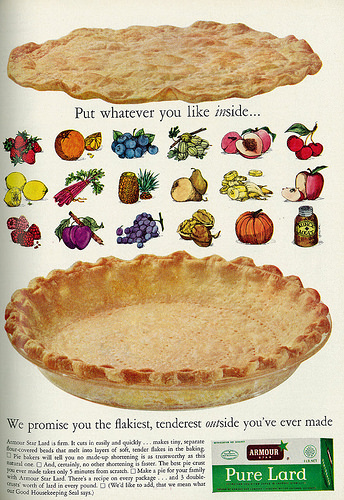 Put whatever you like inside...
We promise you the flakiest, tenderest outside you've ever made
Armour Star Lard is firm. It cuts in easily and quickly . . . makes tiny, separate
flour-covered beads that melt into layers of soft, tender flakes in the baking.
□ Pie bakers will tell you no made-up shortening is as trustworthy as this
natural one. □ And, certainly, no other shortening is faster. The best pie crust
you ever made takes only 5 minutes from scratch. □ Make a pie for your family
with Armour Star Lard. There's a recipe on every package . . . and 3 double-
crusts' worth of lard in every pound. □ (We'd like to add, that we mean what
the Good Housekeeping Seal says.)
ARMOUR
STAR
Pure Lard